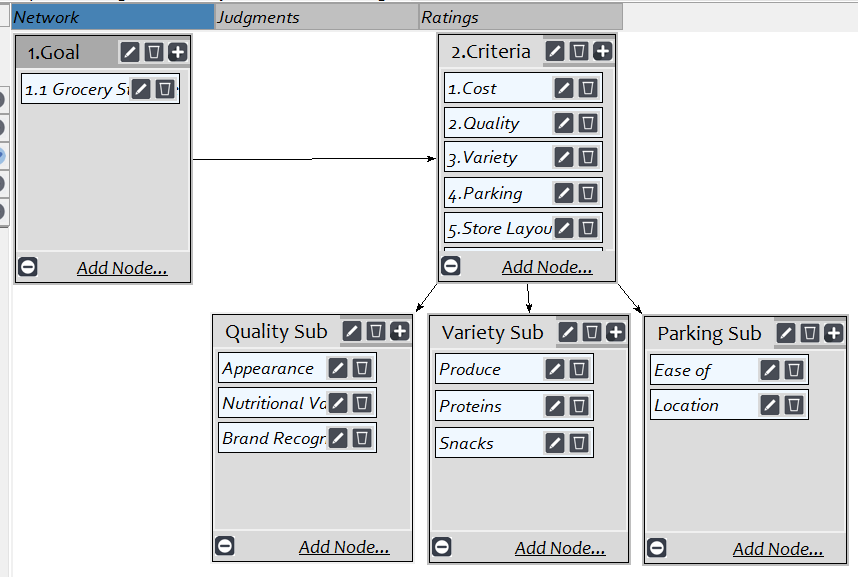 Network
Judgments
Ratings
1.Goal
1.1 Grocery
Add Node...
2.Criteria
1.Cost
2.Quality
3.Variety
4.Parking
5.Store Layou
Add Node...
Quality Sub
Appearance
Nutritional Va
Brand Recogn
Add Node...
Variety Sub
Produce
Proteins
Snacks
Add Node...
Parking Sub
Ease of
Location
Add Node...